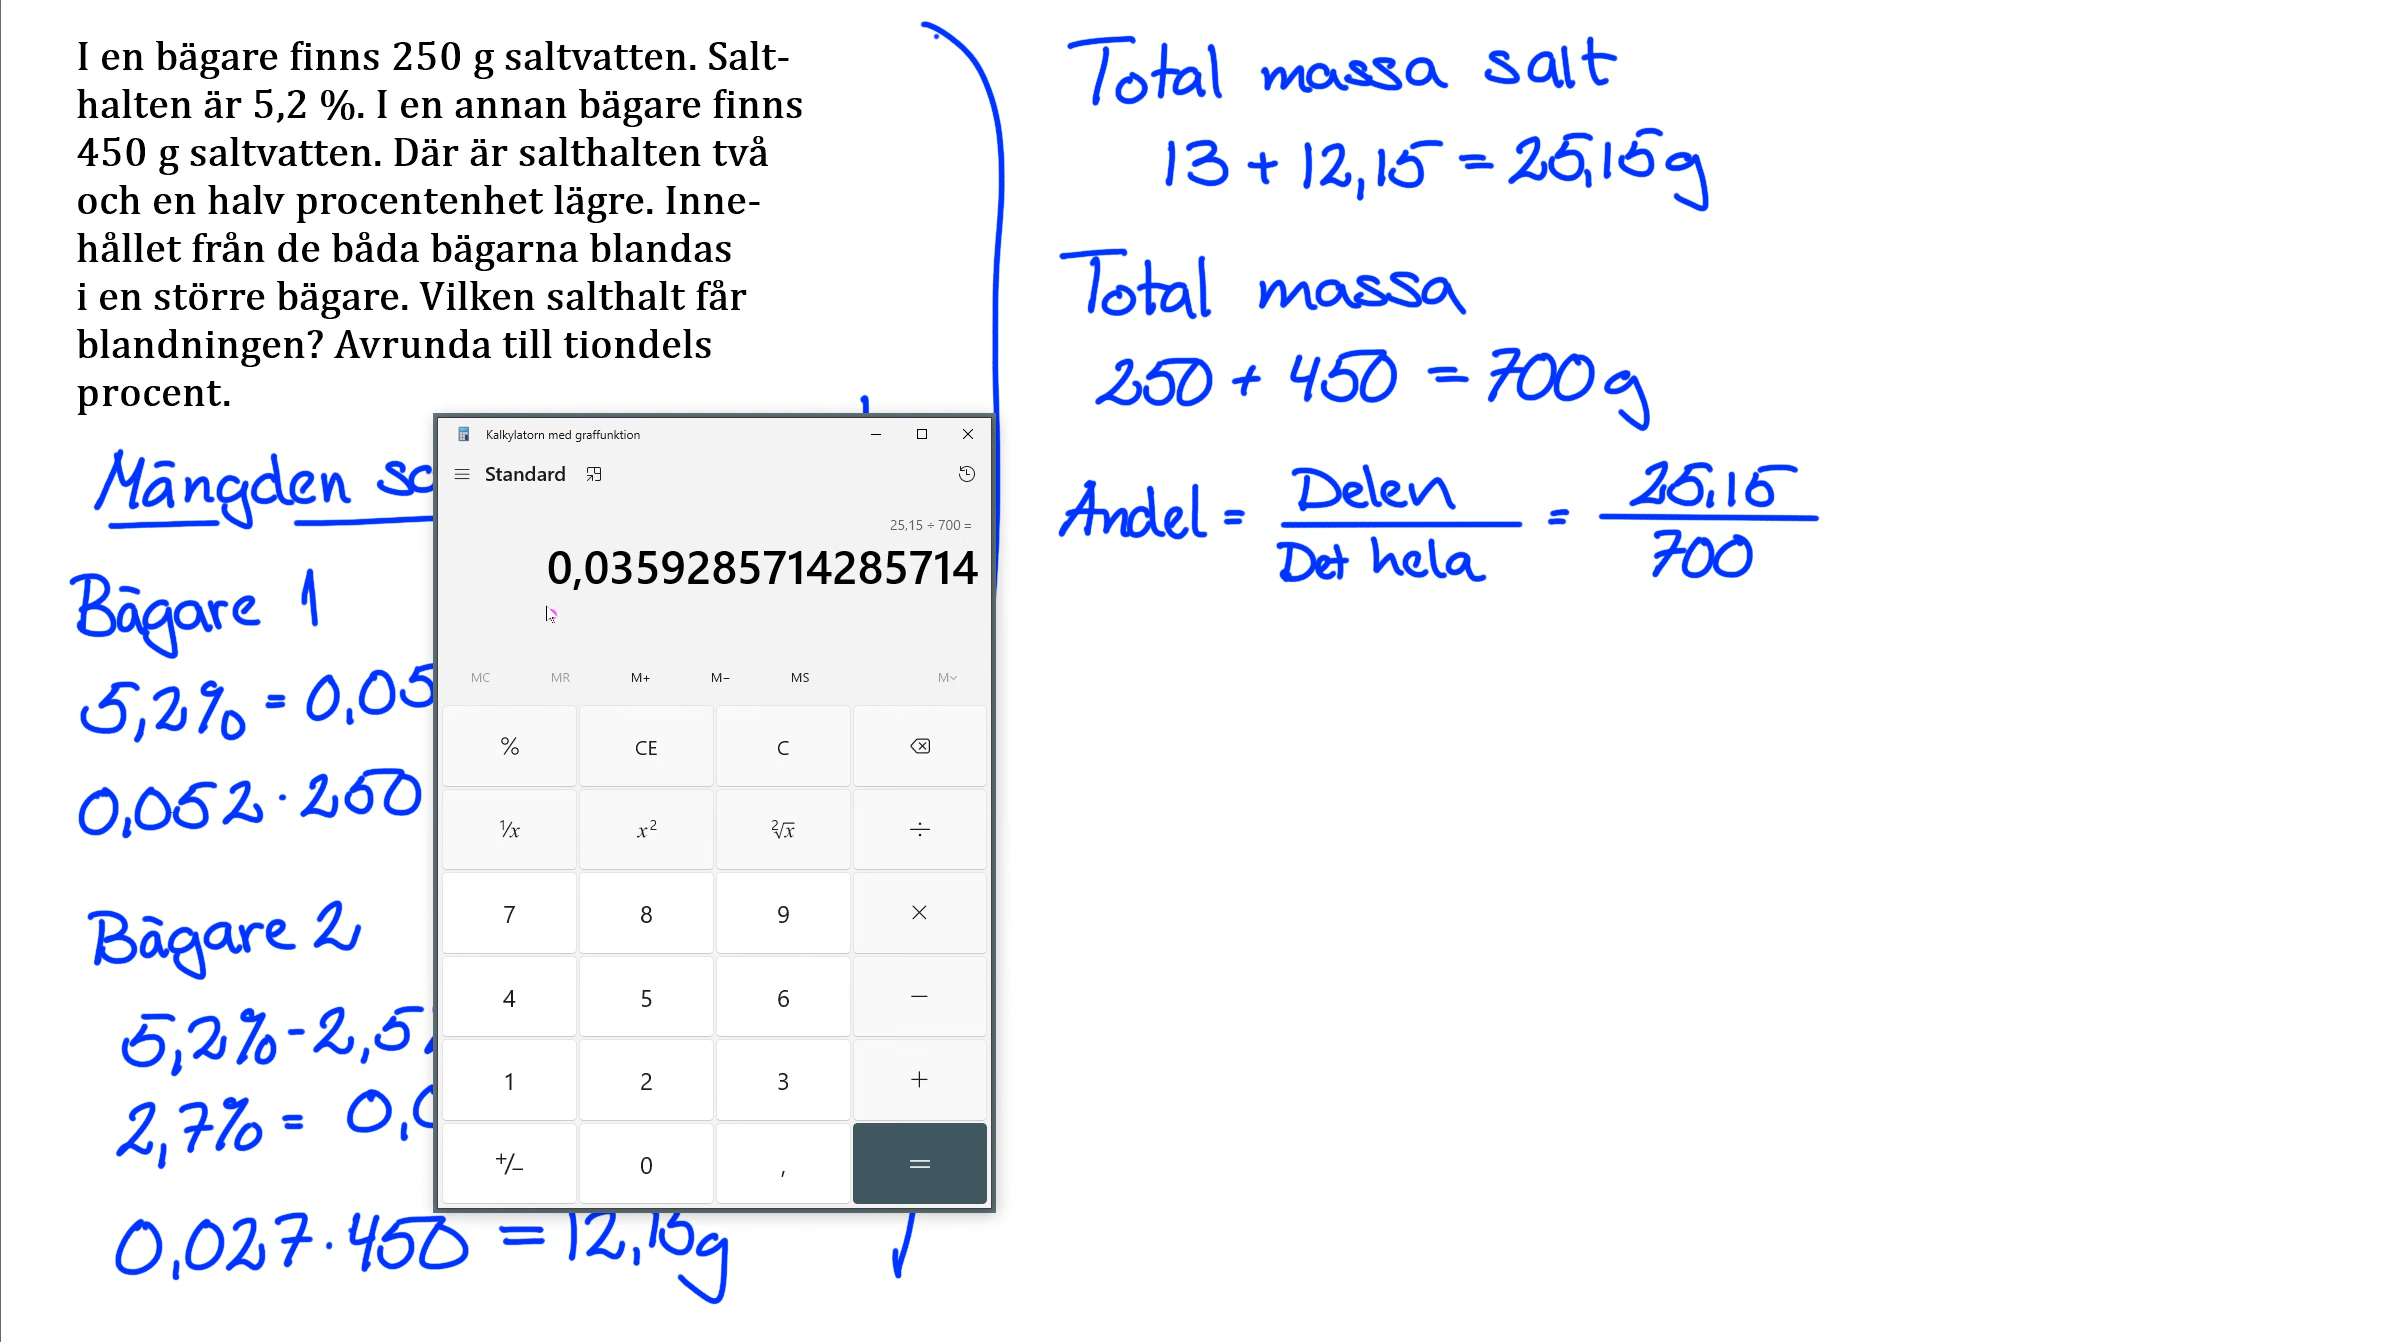 I en bägare finns 250 g saltvatten. Salt-
halten är 5,2 %. I en annan bägare finns
450 g saltvatten. Där är salthalten två
och en halv procentenhet lägre. Inne-
hållet från de båda bägarna blandas
i en större bägare. Vilken salthalt får
blandningen? Avrunda till tiondels
procent.
Mängden sa
Bägare 1
5,2% = 0,05
0,052 · 250
Bägare 2
5,2% - 2,5%
2,7% = 0,0
0,027 · 450 = 12,15g
Kalkylatorn med graffunktion
Standard
25,15 ÷ 700 =
0,0359285714285714
MC MR M+ M− MS M˅
% CE C
¹/x x² ²√x ÷
7 8 9 ×
4 5 6 −
1 2 3 +
+/− 0 , =
Total massa salt
13 + 12,15 = 25,15g
Total massa
250 + 450 = 700g
Andel = Delen / Det hela = 25,15 / 700